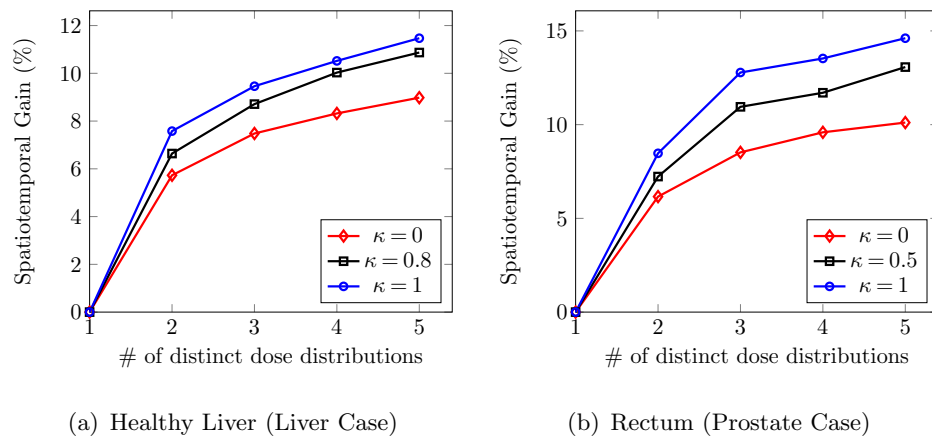 12
10
8
6
4
2
0
Spatiotemporal Gain (%)
κ = 0
κ = 0.8
κ = 1
1 2 3 4 5
# of distinct dose distributions
(a) Healthy Liver (Liver Case)
15
10
5
0
Spatiotemporal Gain (%)
κ = 0
κ = 0.5
κ = 1
1 2 3 4 5
# of distinct dose distributions
(b) Rectum (Prostate Case)